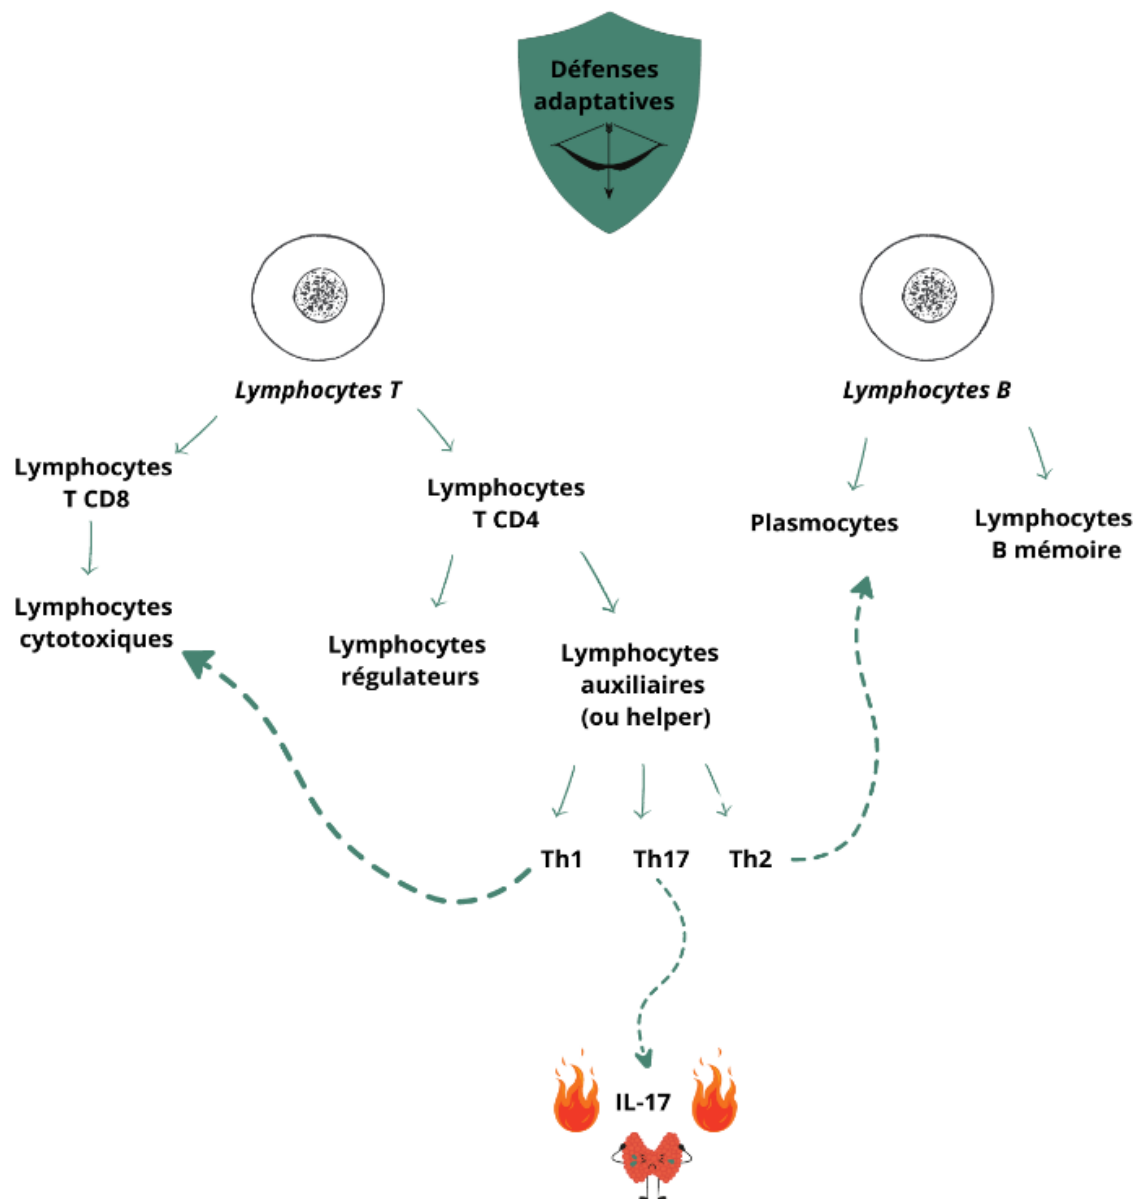 Défenses
adaptatives
Lymphocytes T
Lymphocytes B
Lymphocytes
T CD8
Lymphocytes
T CD4
Plasmocytes
Lymphocytes
B mémoire
Lymphocytes
cytotoxiques
Lymphocytes
régulateurs
Lymphocytes
auxiliaires
(ou helper)
Th1
Th17
Th2
IL-17